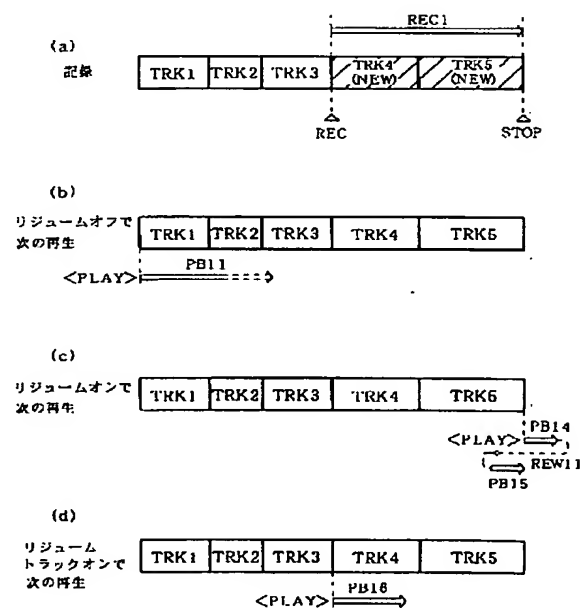 REC1
(a)
記録
TRK1 TRK2 TRK3 TRK4 (NEW) TRK5 (NEW)
REC STOP
(b)
リジュームオフで
次の再生
TRK1 TRK2 TRK3 TRK4 TRK5
<PLAY> PB11
(c)
リジュームオンで
次の再生
TRK1 TRK2 TRK3 TRK4 TRK5
<PLAY> PB14
REW11
PB15
(d)
リジューム
トラックオンで
次の再生
TRK1 TRK2 TRK3 TRK4 TRK5
<PLAY> PB16